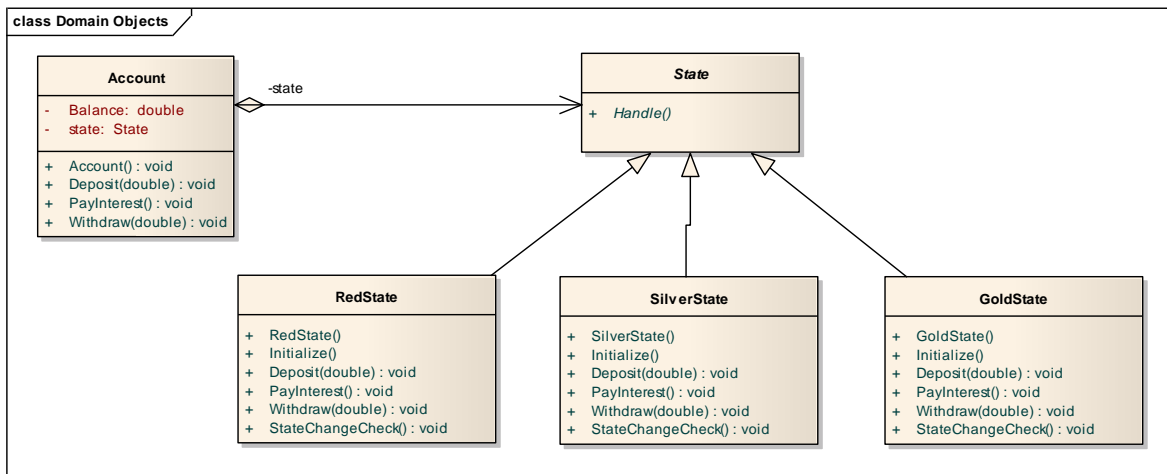 class Domain Objects
Account
- Balance: double
- state: State
+ Account() : void
+ Deposit(double) : void
+ PayInterest() : void
+ Withdraw(double) : void
-state
State
+ Handle()
RedState
+ RedState()
+ Initialize()
+ Deposit(double) : void
+ PayInterest() : void
+ Withdraw(double) : void
+ StateChangeCheck() : void
SilverState
+ SilverState()
+ Initialize()
+ Deposit(double) : void
+ PayInterest() : void
+ Withdraw(double) : void
+ StateChangeCheck() : void
GoldState
+ GoldState()
+ Initialize()
+ Deposit(double) : void
+ PayInterest() : void
+ Withdraw(double) : void
+ StateChangeCheck() : void